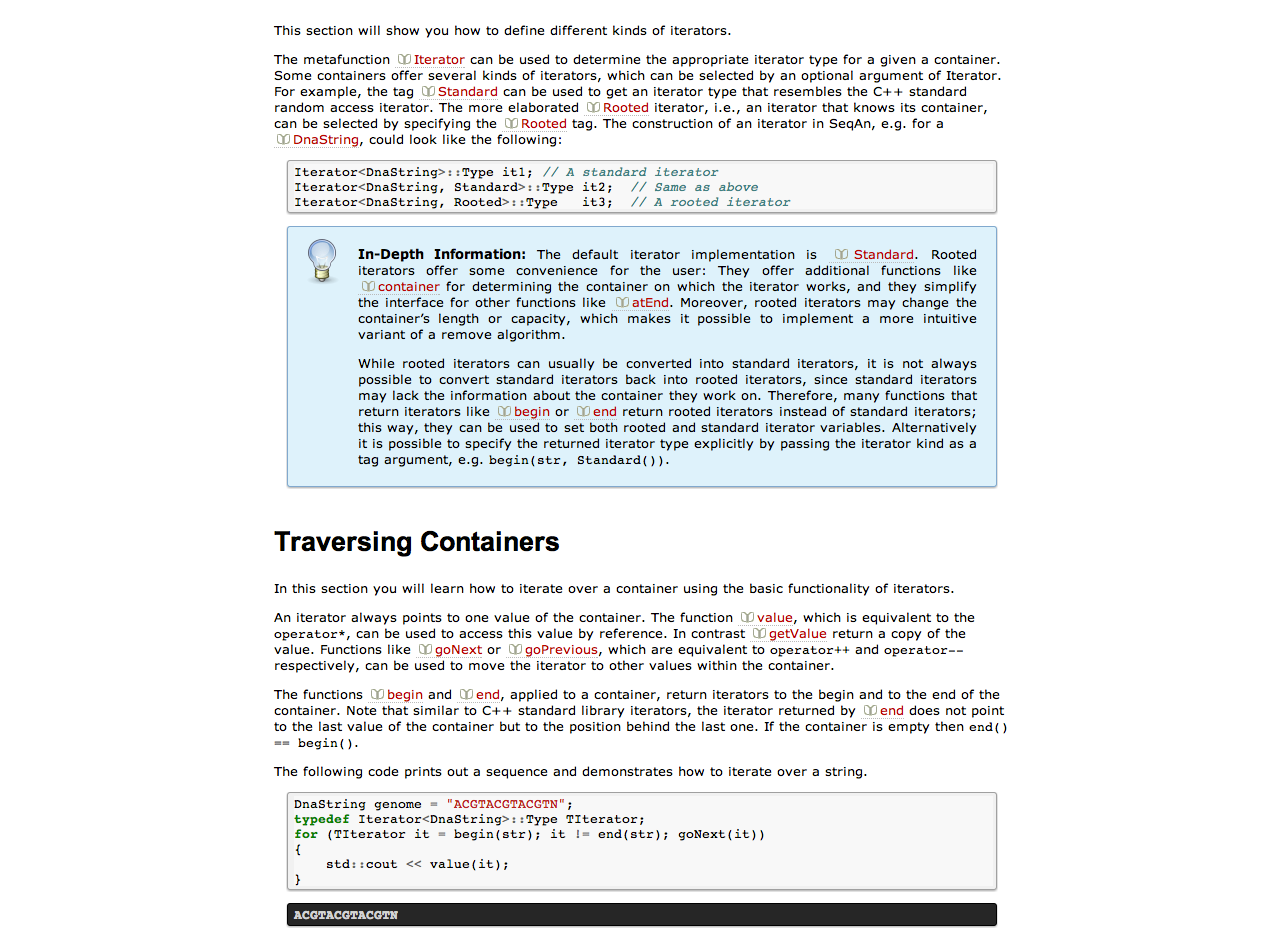 This section will show you how to define different kinds of iterators.
The metafunction Iterator can be used to determine the appropriate iterator type for a given a container.
Some containers offer several kinds of iterators, which can be selected by an optional argument of Iterator.
For example, the tag Standard can be used to get an iterator type that resembles the C++ standard
random access iterator. The more elaborated Rooted iterator, i.e., an iterator that knows its container,
can be selected by specifying the Rooted tag. The construction of an iterator in SeqAn, e.g. for a
DnaString, could look like the following:
Iterator<DnaString>::Type it1; // A standard iterator
Iterator<DnaString, Standard>::Type it2;  // Same as above
Iterator<DnaString, Rooted>::Type   it3;  // A rooted iterator
In-Depth Information: The default iterator implementation is Standard. Rooted
iterators offer some convenience for the user: They offer additional functions like
container for determining the container on which the iterator works, and they simplify
the interface for other functions like atEnd. Moreover, rooted iterators may change the
container's length or capacity, which makes it possible to implement a more intuitive
variant of a remove algorithm.
While rooted iterators can usually be converted into standard iterators, it is not always
possible to convert standard iterators back into rooted iterators, since standard iterators
may lack the information about the container they work on. Therefore, many functions that
return iterators like begin or end return rooted iterators instead of standard iterators;
this way, they can be used to set both rooted and standard iterator variables. Alternatively
it is possible to specify the returned iterator type explicitly by passing the iterator kind as a
tag argument, e.g. begin(str, Standard()).
Traversing Containers
In this section you will learn how to iterate over a container using the basic functionality of iterators.
An iterator always points to one value of the container. The function value, which is equivalent to the
operator*, can be used to access this value by reference. In contrast getValue return a copy of the
value. Functions like goNext or goPrevious, which are equivalent to operator++ and operator--
respectively, can be used to move the iterator to other values within the container.
The functions begin and end, applied to a container, return iterators to the begin and to the end of the
container. Note that similar to C++ standard library iterators, the iterator returned by end does not point
to the last value of the container but to the position behind the last one. If the container is empty then end()
== begin().
The following code prints out a sequence and demonstrates how to iterate over a string.
DnaString genome = "ACGTACGTACGTN";
typedef Iterator<DnaString>::Type TIterator;
for (TIterator it = begin(str); it != end(str); goNext(it))
{
    std::cout << value(it);
}
ACGTACGTACGTN